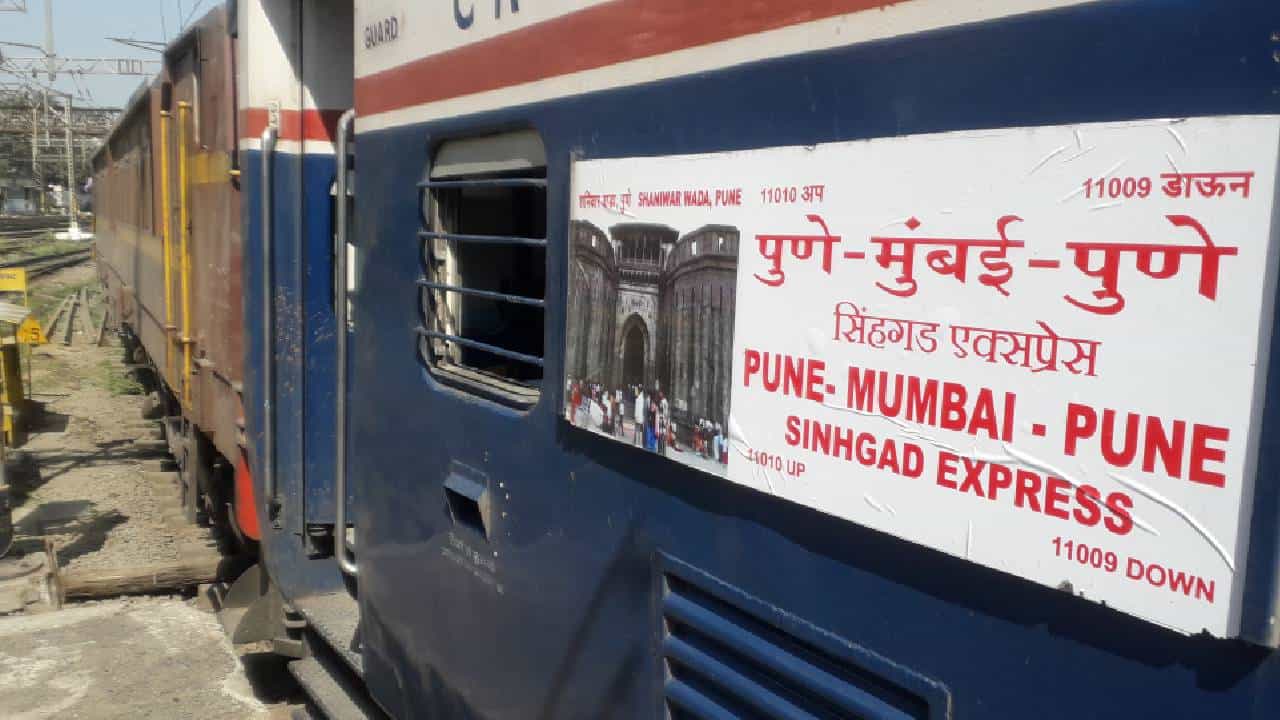 GUARD
C R
शनिवार वाडा, पुणे SHANIWAR WADA, PUNE
11010 अप
11009 डाऊन
पुणे-मुंबई-पुणे
सिंहगड एक्सप्रेस
PUNE- MUMBAI - PUNE
SINHGAD EXPRESS
11010 UP
11009 DOWN